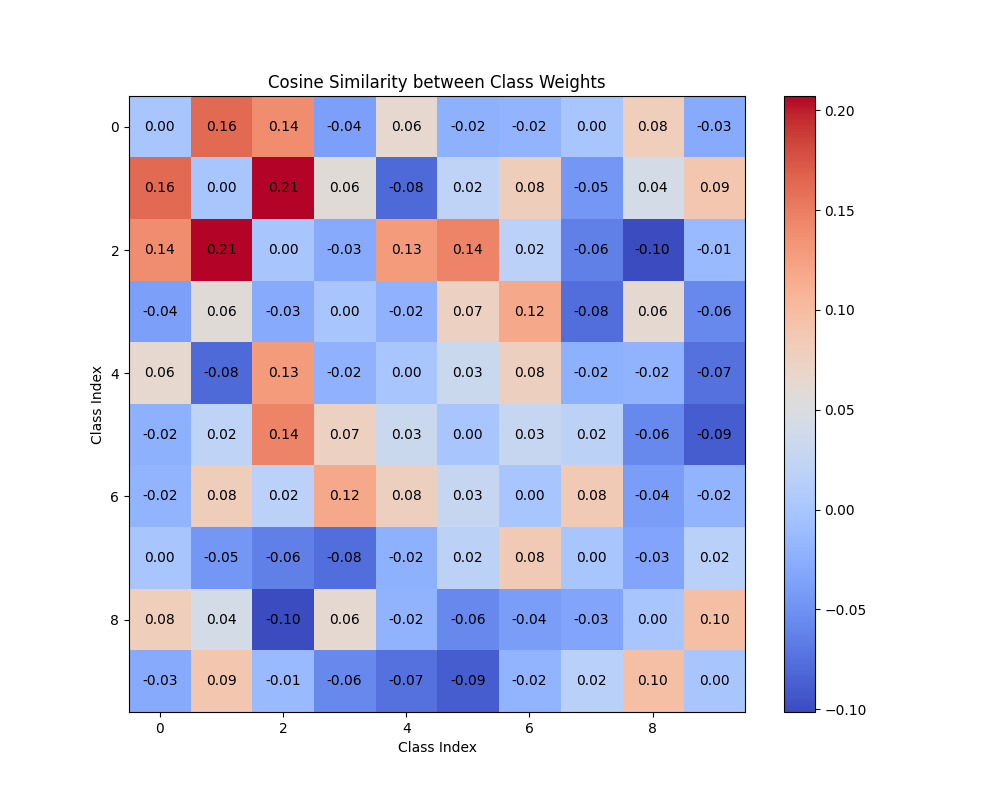 Cosine Similarity between Class Weights
0 0.00 0.16 0.14 -0.04 0.06 -0.02 -0.02 0.00 0.08 -0.03
0.16 0.00 0.21 0.06 -0.08 0.02 0.08 -0.05 0.04 0.09
2 0.14 0.21 0.00 -0.03 0.13 0.14 0.02 -0.06 -0.10 -0.01
-0.04 0.06 -0.03 0.00 -0.02 0.07 0.12 -0.08 0.06 -0.06
4 0.06 -0.08 0.13 -0.02 0.00 0.03 0.08 -0.02 -0.02 -0.07
-0.02 0.02 0.14 0.07 0.03 0.00 0.03 0.02 -0.06 -0.09
6 -0.02 0.08 0.02 0.12 0.08 0.03 0.00 0.08 -0.04 -0.02
0.00 -0.05 -0.06 -0.08 -0.02 0.02 0.08 0.00 -0.03 0.02
8 0.08 0.04 -0.10 0.06 -0.02 -0.06 -0.04 -0.03 0.00 0.10
-0.03 0.09 -0.01 -0.06 -0.07 -0.09 -0.02 0.02 0.10 0.00
0 2 4 6 8
Class Index
Class Index
0.20
0.15
0.10
0.05
0.00
−0.05
−0.10